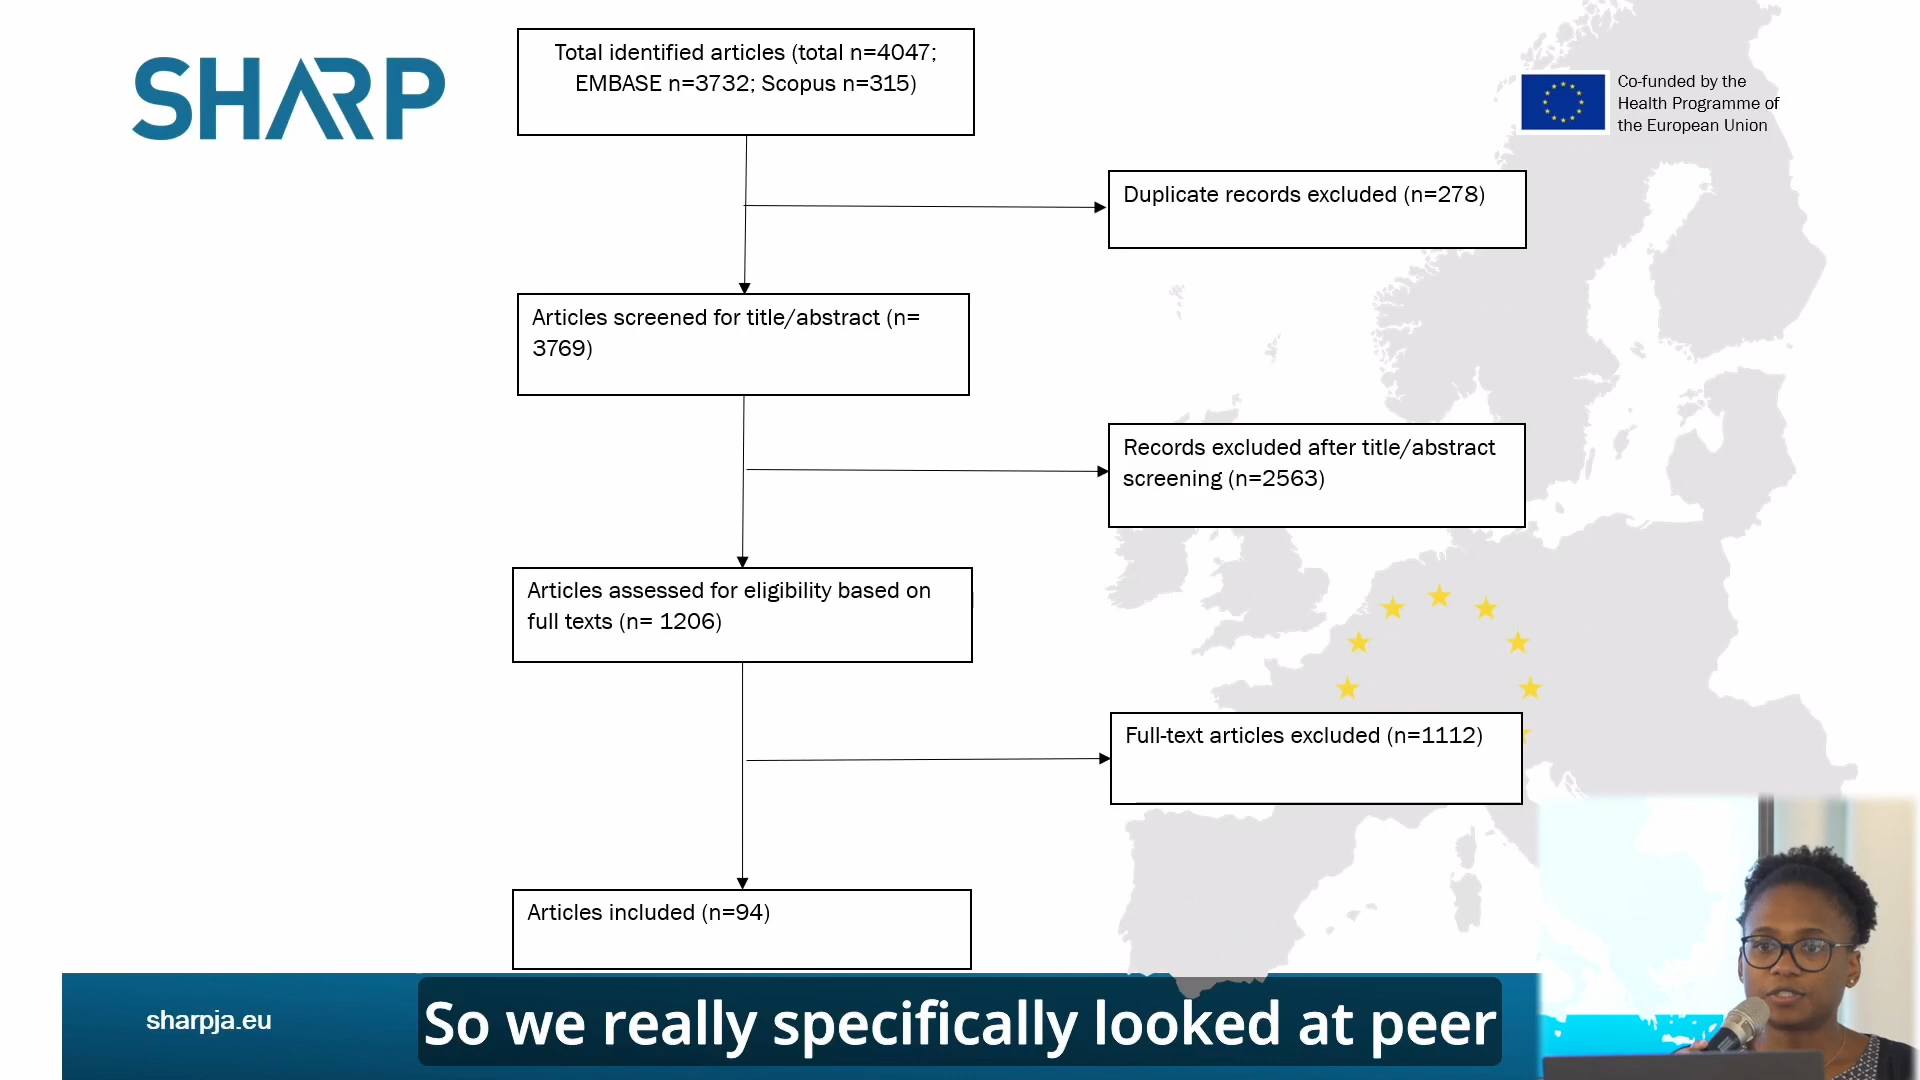 SHARP
Total identified articles (total n=4047;
EMBASE n=3732; Scopus n=315)
Co-funded by the
Health Programme of
the European Union
Duplicate records excluded (n=278)
Articles screened for title/abstract (n=
3769)
Records excluded after title/abstract
screening (n=2563)
Articles assessed for eligibility based on
full texts (n= 1206)
Full-text articles excluded (n=1112)
Articles included (n=94)
sharpja.eu
So we really specifically looked at peer